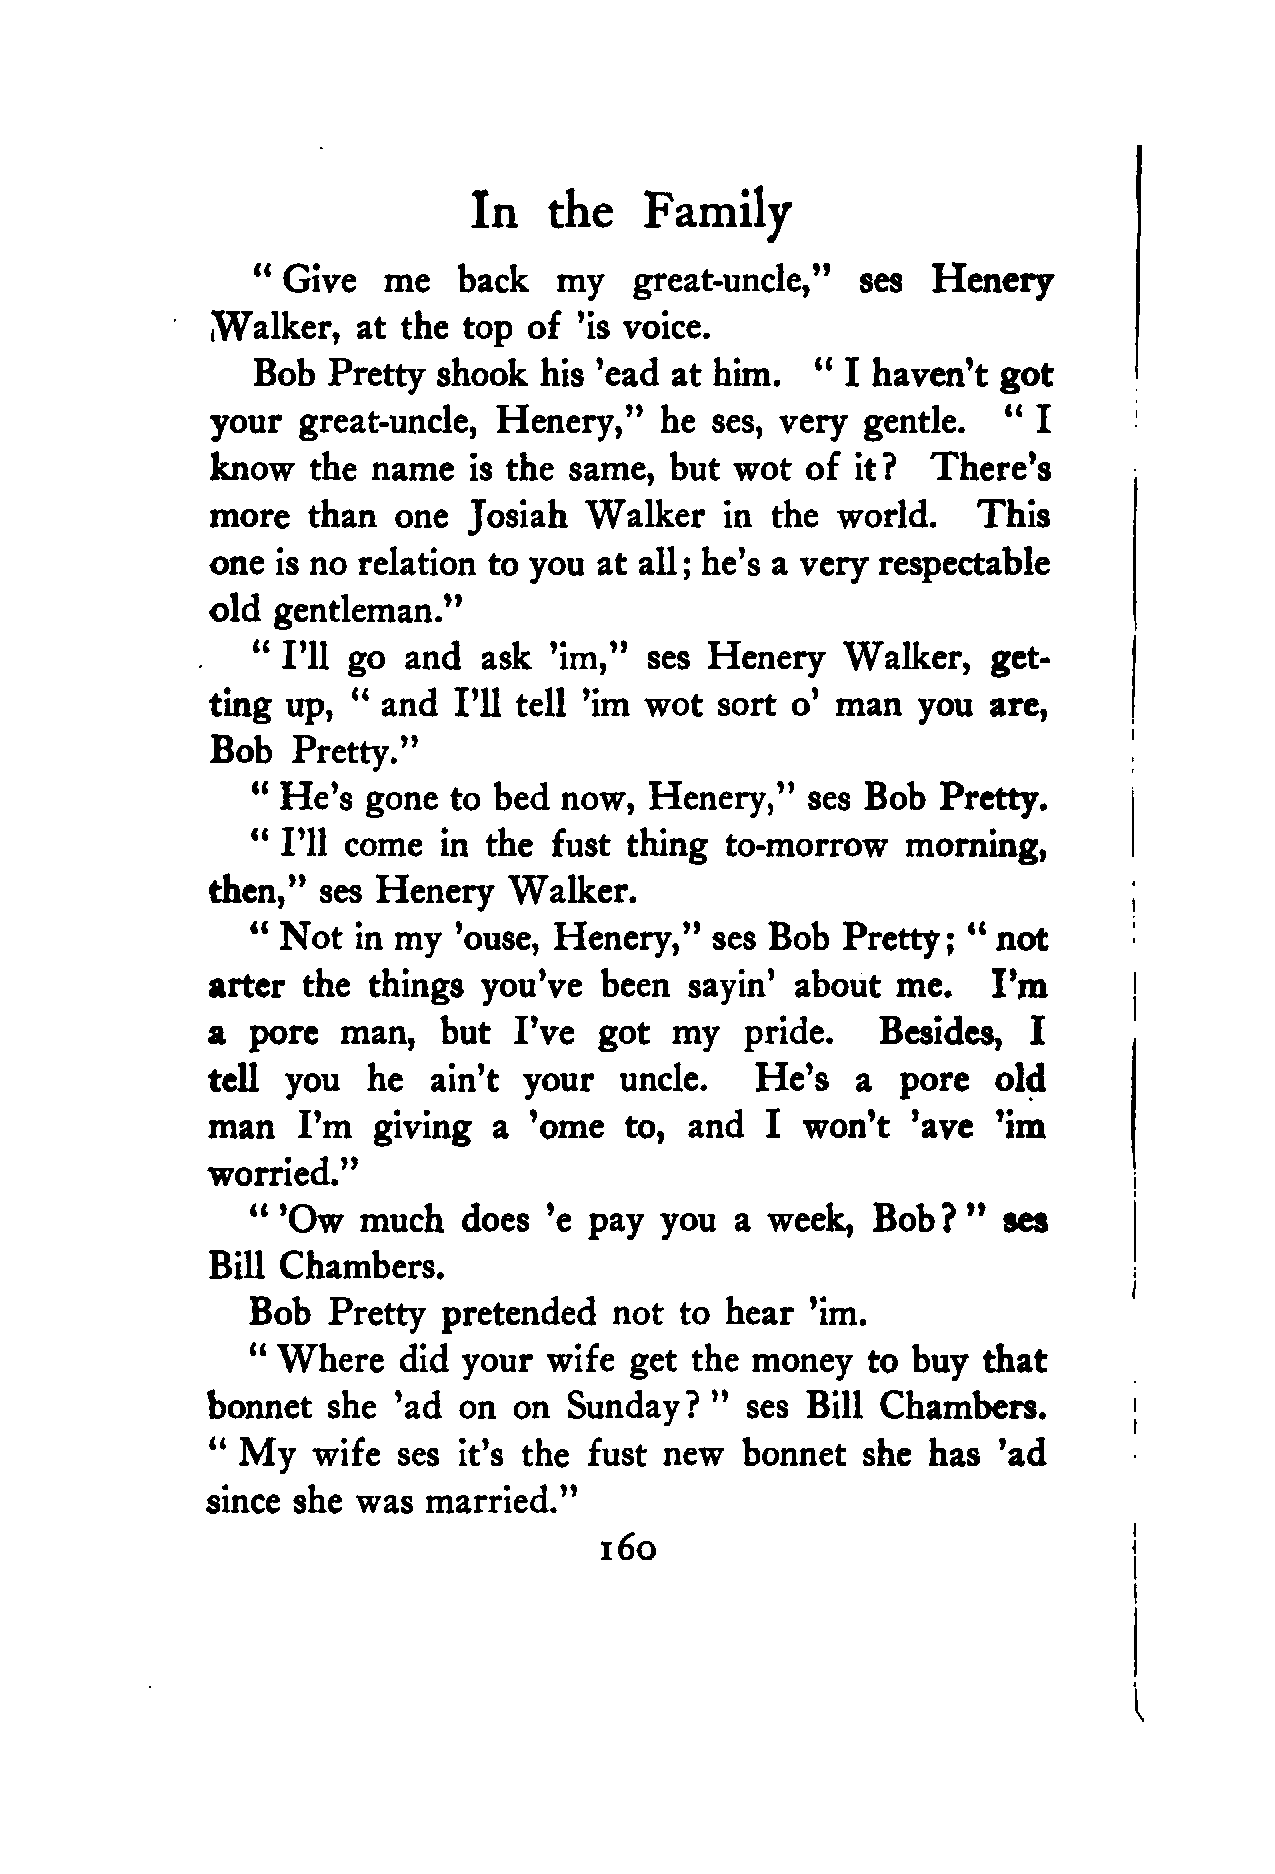 In the Family
“ Give me back my great-uncle,” ses Henery
Walker, at the top of ’is voice.
Bob Pretty shook his ’ead at him. “ I haven’t got
your great-uncle, Henery,” he ses, very gentle. “ I
know the name is the same, but wot of it? There’s
more than one Josiah Walker in the world. This
one is no relation to you at all; he’s a very respectable
old gentleman.”
“ I’ll go and ask ’im,” ses Henery Walker, get-
ting up, “ and I’ll tell ’im wot sort o’ man you are,
Bob Pretty.”
“ He’s gone to bed now, Henery,” ses Bob Pretty.
“ I’ll come in the fust thing to-morrow morning,
then,” ses Henery Walker.
“ Not in my ’ouse, Henery,” ses Bob Pretty; “ not
arter the things you’ve been sayin’ about me. I’m
a pore man, but I’ve got my pride. Besides, I
tell you he ain’t your uncle. He’s a pore old
man I’m giving a ’ome to, and I won’t ’ave ’im
worried.”
“ ’Ow much does ’e pay you a week, Bob? ” ses
Bill Chambers.
Bob Pretty pretended not to hear ’im.
“ Where did your wife get the money to buy that
bonnet she ’ad on on Sunday? ” ses Bill Chambers.
“ My wife ses it’s the fust new bonnet she has ’ad
since she was married.”
160